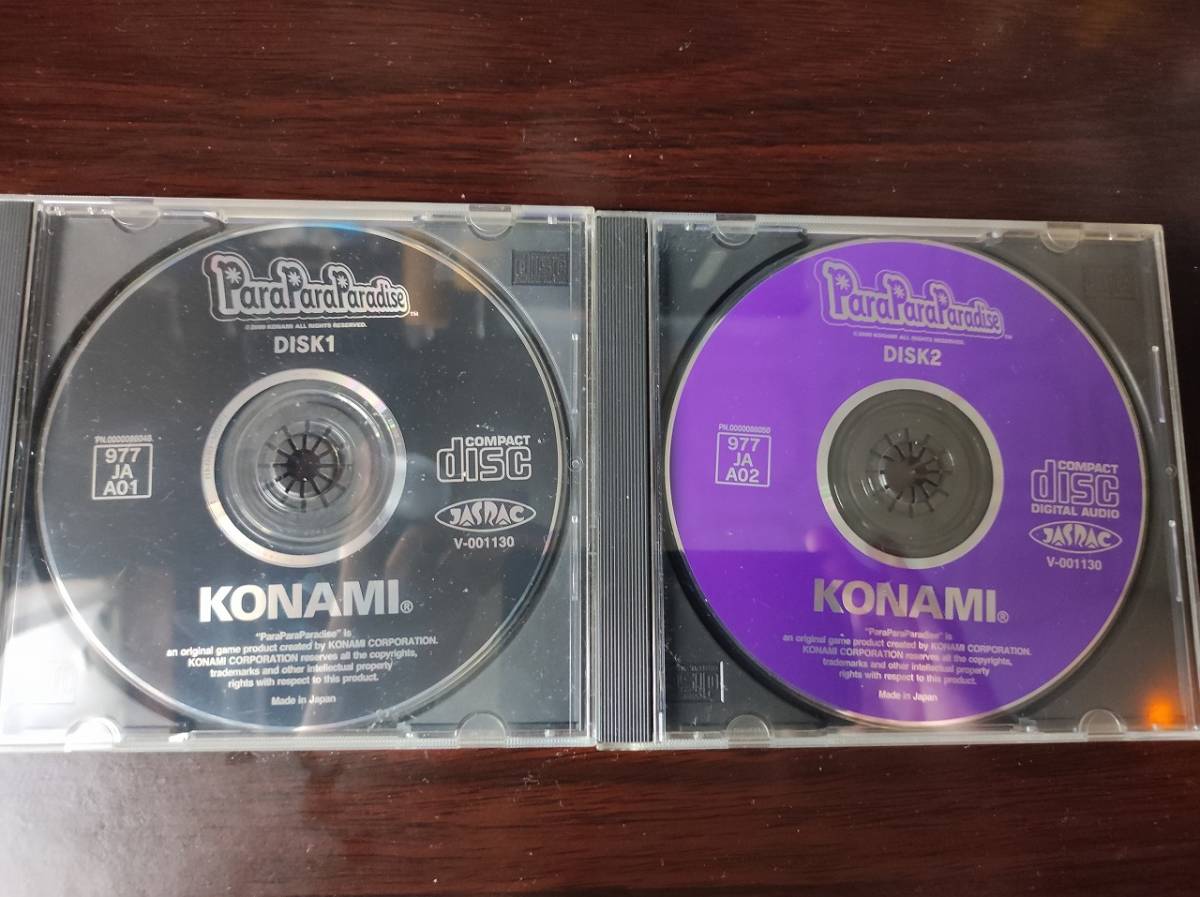 ParaParaParadise™
©2000 KONAMI ALL RIGHTS RESERVED.
DISK1
977
JA
A01
COMPACT
disc
JASRAC
V-001130
KONAMI®
"ParaParaParadise" is
an original game product created by KONAMI CORPORATION.
KONAMI CORPORATION reserves all the copyrights,
trademarks and other intellectual property
rights with respect to this product.
Made in Japan
ParaParaParadise™
©2000 KONAMI ALL RIGHTS RESERVED.
DISK2
977
JA
A02
COMPACT
disc
DIGITAL AUDIO
JASRAC
V-001130
KONAMI®
"ParaParaParadise" is
an original game product created by KONAMI CORPORATION.
KONAMI CORPORATION reserves all the copyrights,
trademarks and other intellectual property
rights with respect to this product.
Made in Japan